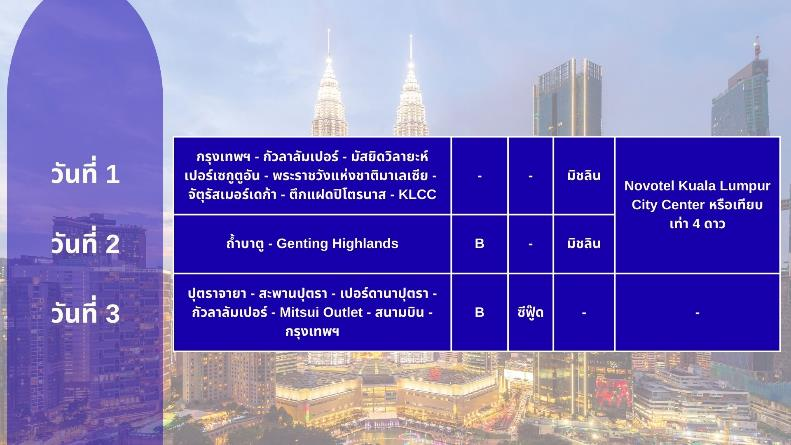 วันที่ 1
กรุงเทพฯ - กัวลาลัมเปอร์ - มัสยิดวิลายะห์
เปอร์เซกูตูอัน - พระราชวังแห่งชาติมาเลเซีย -
จัตุรัสเมอร์เดก้า - ตึกแฝดปิโตรนาส - KLCC
-
-
มิชลิน
Novotel Kuala Lumpur
City Center หรือเทียบ
เท่า 4 ดาว
วันที่ 2
ถ้ำบาตู - Genting Highlands
B
-
มิชลิน
วันที่ 3
ปุตราจายา - สะพานปุตรา - เปอร์ดานาปุตรา -
กัวลาลัมเปอร์ - Mitsui Outlet - สนามบิน -
กรุงเทพฯ
B
ซีฟู๊ด
-
-